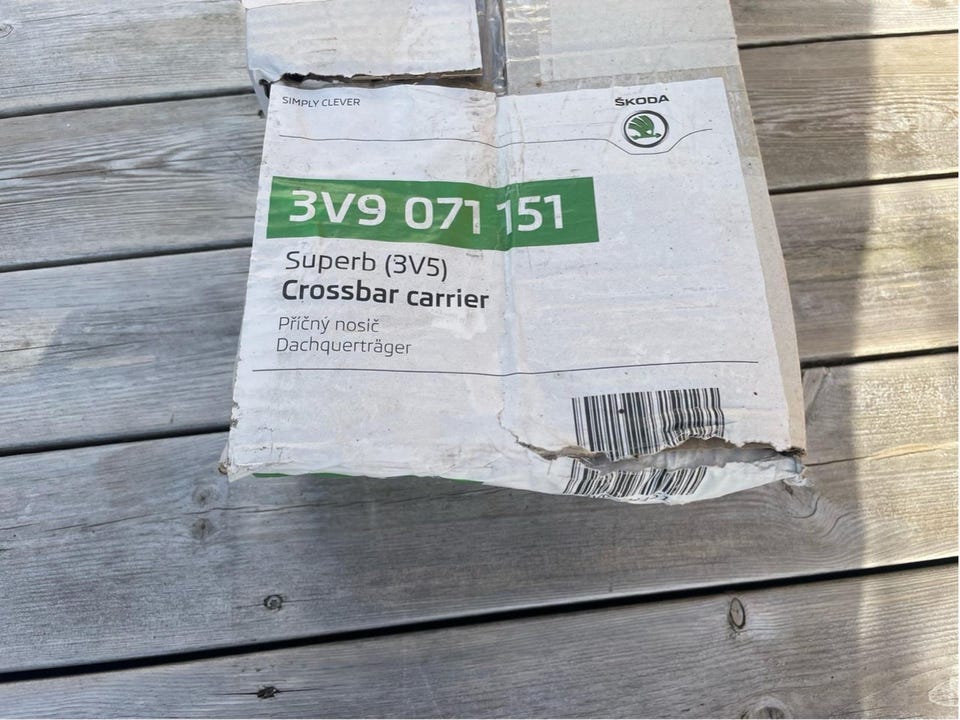 SIMPLY CLEVER
ŠKODA
3V9 071 151
Superb (3V5)
Crossbar carrier
Příčný nosič
Dachquerträger